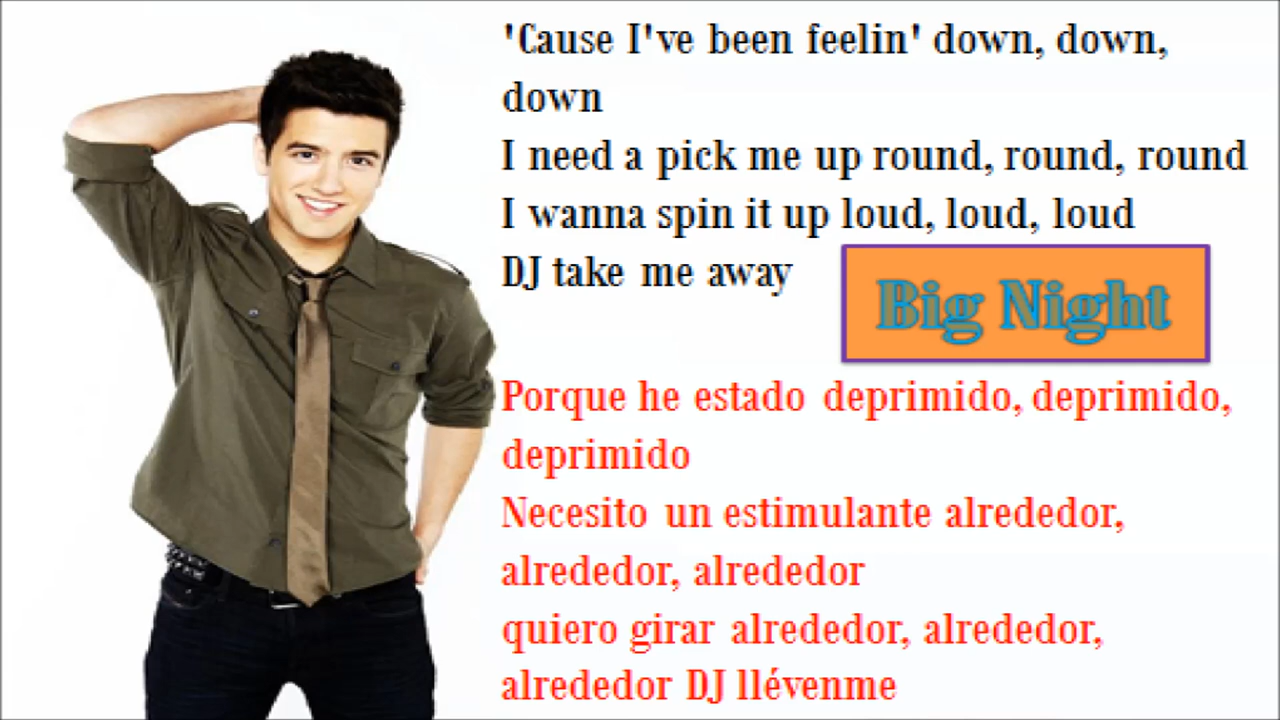 'Cause I've been feelin' down, down,
down
I need a pick me up round, round, round
I wanna spin it up loud, loud, loud
DJ take me away
Big Night
Porque he estado deprimido, deprimido,
deprimido
Necesito un estimulante alrededor,
alrededor, alrededor
quiero girar alrededor, alrededor,
alrededor DJ llévenme